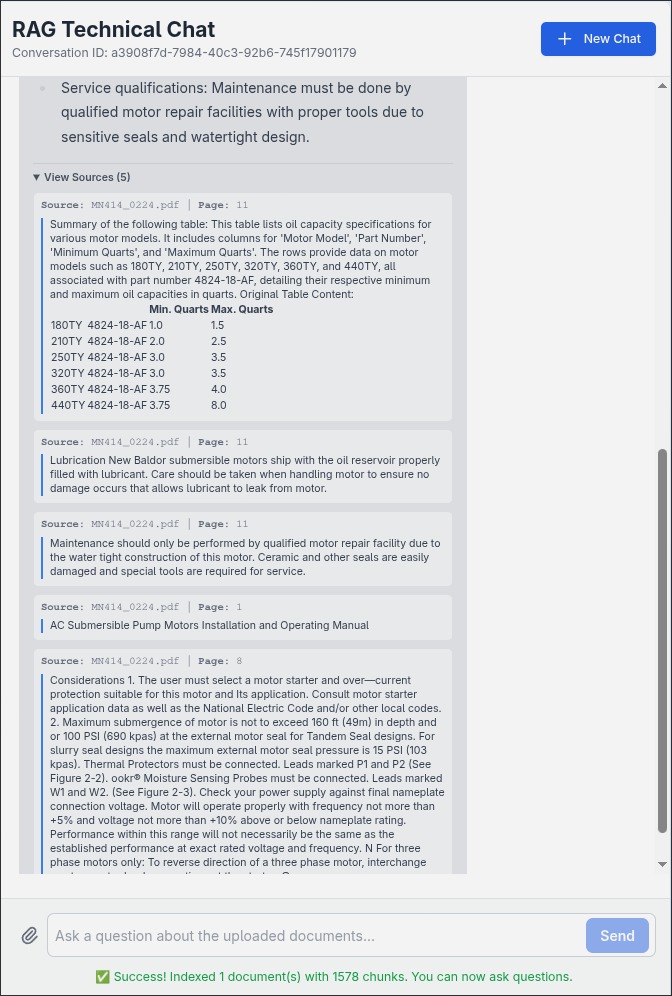 RAG Technical Chat
Conversation ID: a3908f7d-7984-40c3-92b6-745f17901179
New Chat
Service qualifications: Maintenance must be done by
qualified motor repair facilities with proper tools due to
sensitive seals and watertight design.
▼ View Sources (5)
Source: MN414_0224.pdf | Page: 11
Summary of the following table: This table lists oil capacity specifications for
various motor models. It includes columns for 'Motor Model', 'Part Number',
'Minimum Quarts', and 'Maximum Quarts'. The rows provide data on motor
models such as 180TY, 210TY, 250TY, 320TY, 360TY, and 440TY, all
associated with part number 4824-18-AF, detailing their respective minimum
and maximum oil capacities in quarts. Original Table Content:
Min. Quarts Max. Quarts
180TY 4824-18-AF 1.0 1.5
210TY 4824-18-AF 2.0 2.5
250TY 4824-18-AF 3.0 3.5
320TY 4824-18-AF 3.0 3.5
360TY 4824-18-AF 3.75 4.0
440TY 4824-18-AF 3.75 8.0
Source: MN414_0224.pdf | Page: 11
Lubrication New Baldor submersible motors ship with the oil reservoir properly
filled with lubricant. Care should be taken when handling motor to ensure no
damage occurs that allows lubricant to leak from motor.
Source: MN414_0224.pdf | Page: 11
Maintenance should only be performed by qualified motor repair facility due to
the water tight construction of this motor. Ceramic and other seals are easily
damaged and special tools are required for service.
Source: MN414_0224.pdf | Page: 1
AC Submersible Pump Motors Installation and Operating Manual
Source: MN414_0224.pdf | Page: 8
Considerations 1. The user must select a motor starter and over—current
protection suitable for this motor and Its application. Consult motor starter
application data as well as the National Electric Code and/or other local codes.
2. Maximum submergence of motor is not to exceed 160 ft (49m) in depth and
or 100 PSI (690 kpas) at the external motor seal for Tandem Seal designs. For
slurry seal designs the maximum external motor seal pressure is 15 PSI (103
kpas). Thermal Protectors must be connected. Leads marked P1 and P2 (See
Figure 2-2). ookr® Moisture Sensing Probes must be connected. Leads marked
W1 and W2. (See Figure 2-3). Check your power supply against final nameplate
connection voltage. Motor will operate properly with frequency not more than
+5% and voltage not more than +10% above or below nameplate rating.
Performance within this range will not necessarily be the same as the
established performance at exact rated voltage and frequency. N For three
phase motors only: To reverse direction of a three phase motor, interchange
Ask a question about the uploaded documents...
Send
✅ Success! Indexed 1 document(s) with 1578 chunks. You can now ask questions.